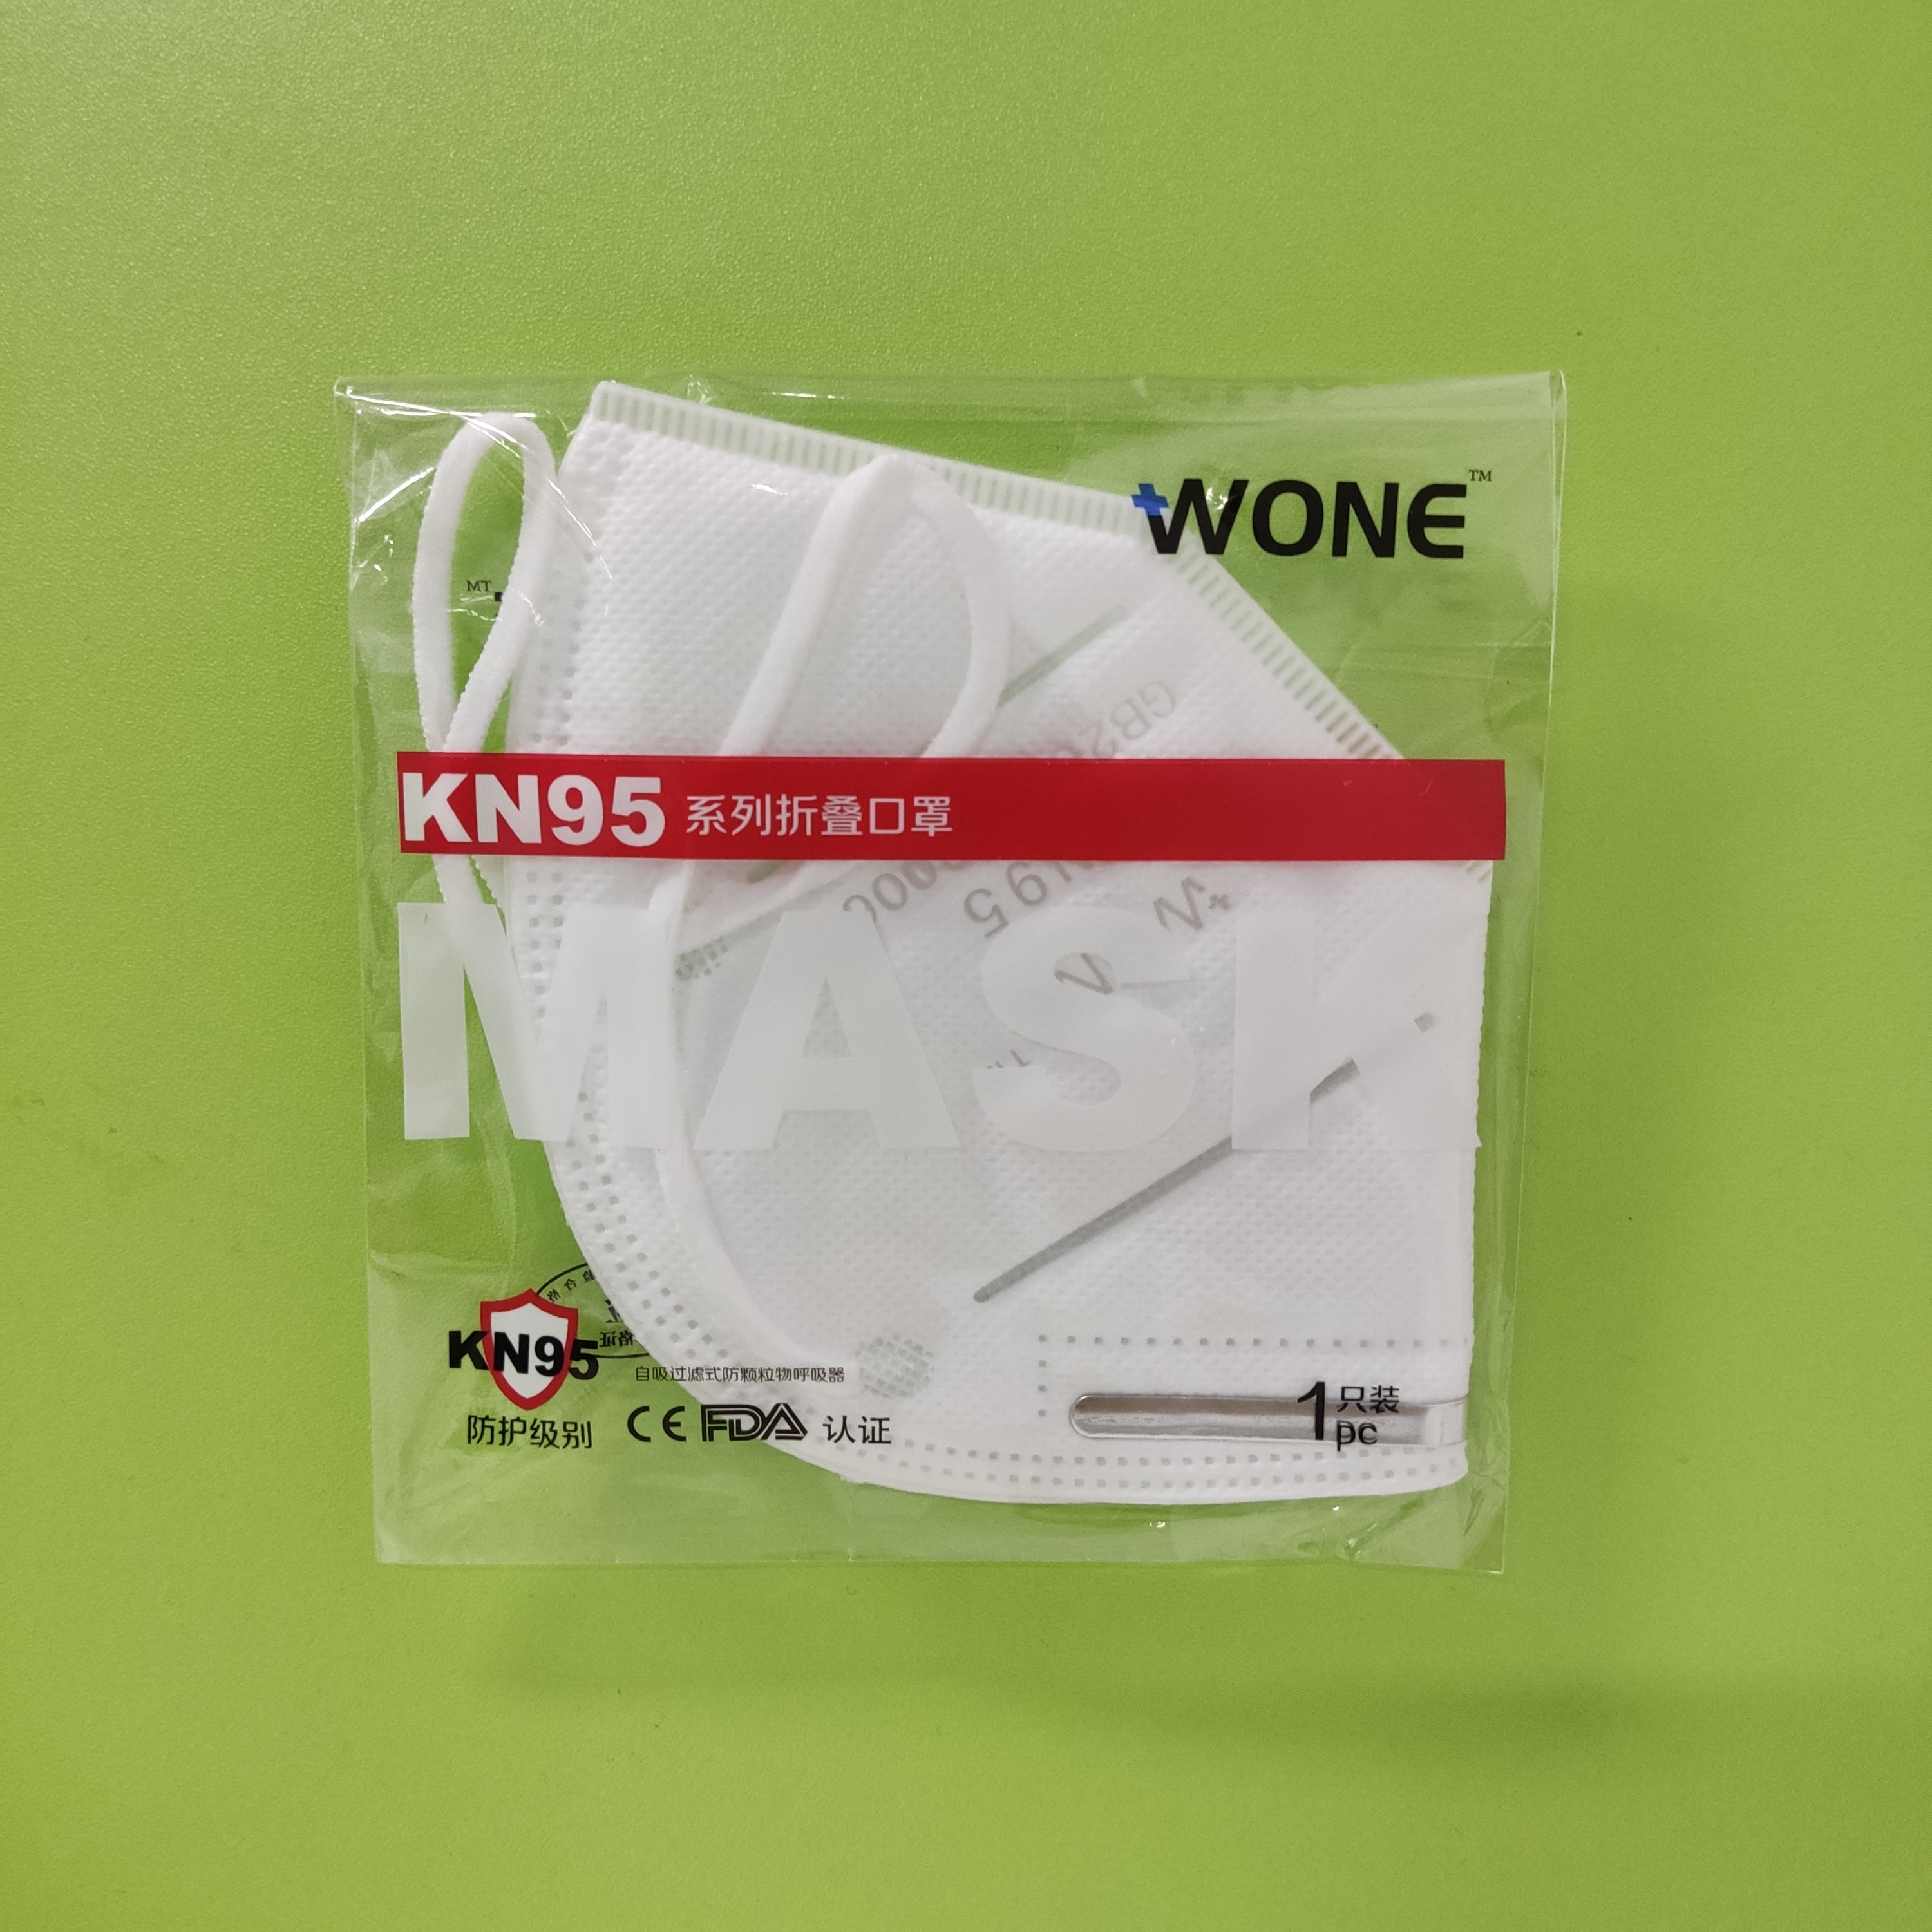 WONE™
KN95 系列折叠口罩
MASK
KN95
防护级别
自吸过滤式防颗粒物呼吸器
CE FDA 认证
1只装
pc